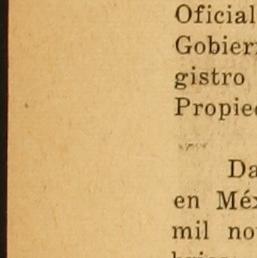 Oficial
Gobier
gistro
Propie
Da
en Méx
mil no